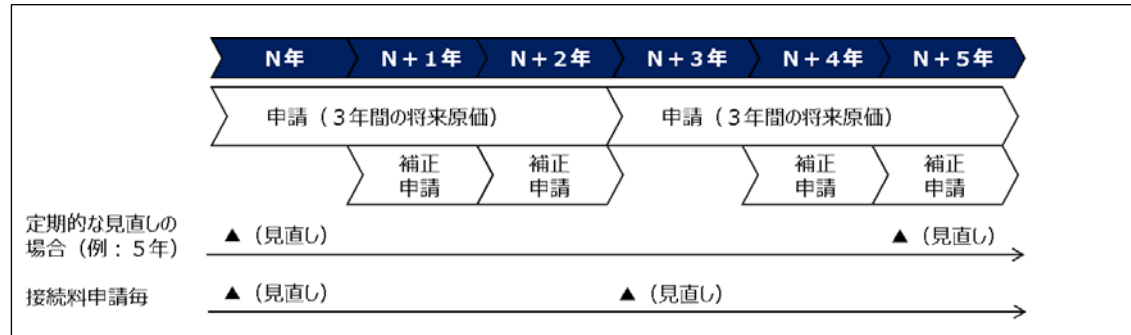 N年 N+1年 N+2年 N+3年 N+4年 N+5年
申請（３年間の将来原価） 申請（３年間の将来原価）
補正 補正 補正 補正
申請 申請 申請 申請
定期的な見直しの
場合（例：５年） ▲（見直し） ▲（見直し）
接続料申請毎 ▲（見直し） ▲（見直し）